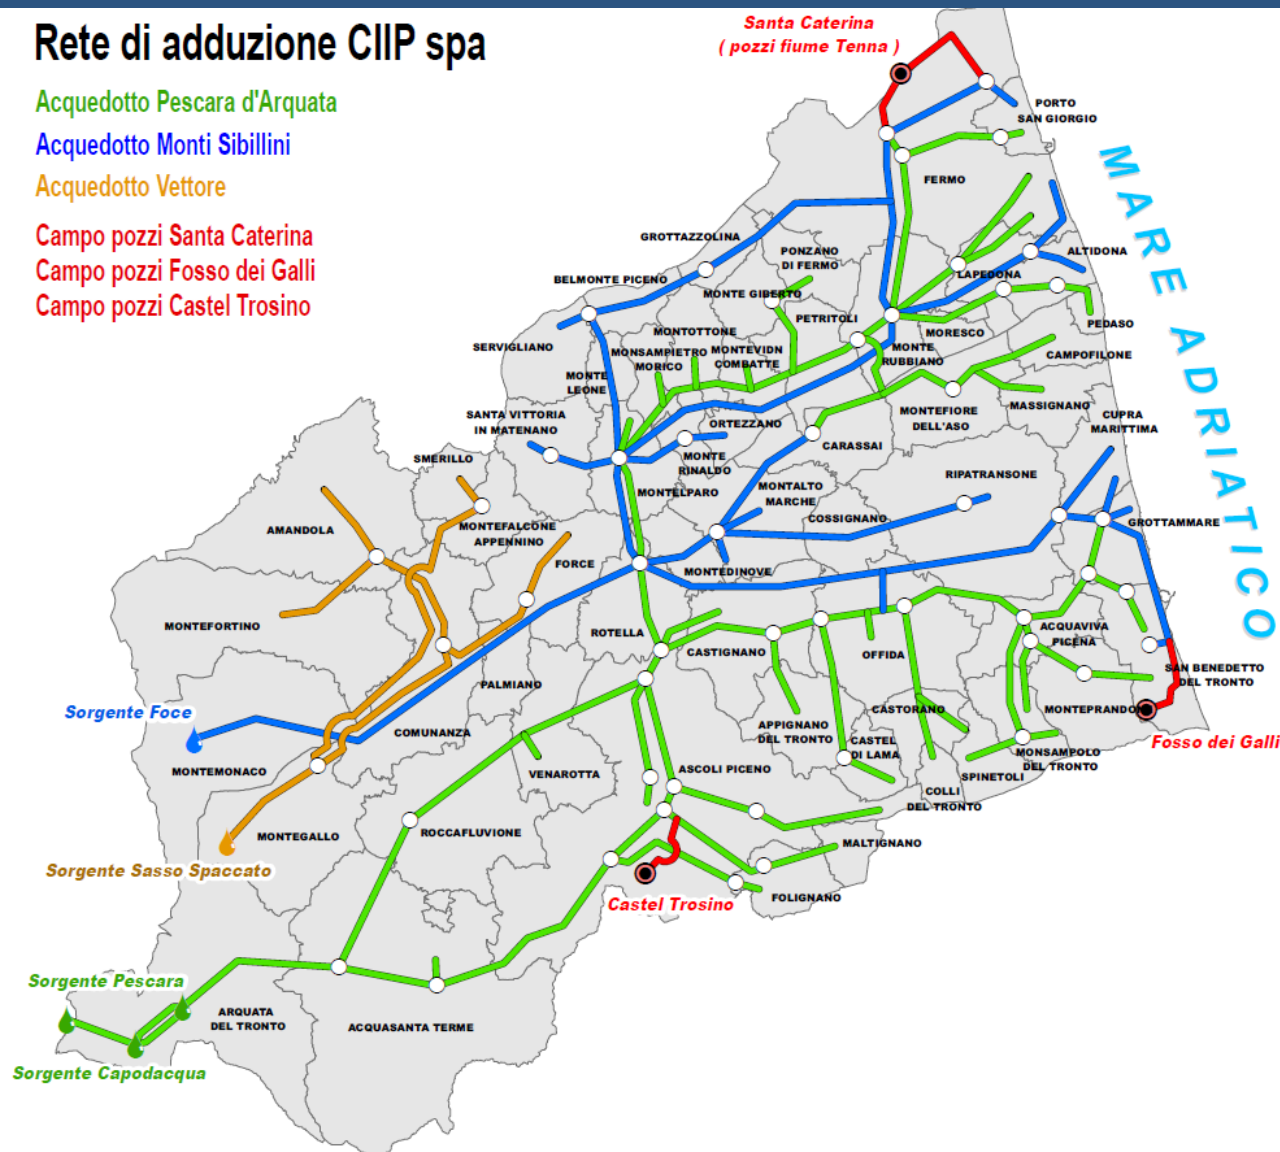 Rete di adduzione CIIP spa
Acquedotto Pescara d'Arquata
Acquedotto Monti Sibillini
Acquedotto Vettore
Campo pozzi Santa Caterina
Campo pozzi Fosso dei Galli
Campo pozzi Castel Trosino
Santa Caterina
( pozzi fiume Tenna )
PORTO
SAN GIORGIO
MARE ADRIATICO
FERMO
GROTTAZZOLINA
PONZANO
DI FERMO
ALTIDONA
LAPEDONA
BELMONTE PICENO
MONTE GIBERTO
PETRITOLI
PEDASO
MORESCO
MONTOTTONE
SERVIGLIANO
MONSAMPIETRO
MORICO
MONTEVIDN
COMBATTE
MONTE
RUBBIANO
CAMPOFILONE
MONTE
LEONE
MASSIGNANO
MONTEFIORE
DELL'ASO
CUPRA
MARITTIMA
SANTA VITTORIA
IN MATENANO
ORTEZZANO
CARASSAI
SMERILLO
MONTE
RINALDO
RIPATRANSONE
MONTELPARO
MONTALTO
MARCHE
AMANDOLA
MONTEFALCONE
APPENNINO
COSSIGNANO
GROTTAMMARE
FORCE
MONTEDINOVE
MONTEFORTINO
ROTELLA
CASTIGNANO
OFFIDA
ACQUAVIVA
PICENA
SAN BENEDETTO
DEL TRONTO
PALMIANO
Sorgente Foce
CASTORANO
MONTEPRANDO
COMUNANZA
APPIGNANO
DEL TRONTO
CASTEL
DI LAMA
Fosso dei Galli
MONSAMPOLO
DEL TRONTO
MONTEMONACO
VENAROTTA
ASCOLI PICENO
SPINETOLI
COLLI
DEL TRONTO
MONTEGALLO
ROCCAFLUVIONE
MALTIGNANO
Sorgente Sasso Spaccato
FOLIGNANO
Castel Trosino
Sorgente Pescara
ARQUATA
DEL TRONTO
ACQUASANTA TERME
Sorgente Capodacqua